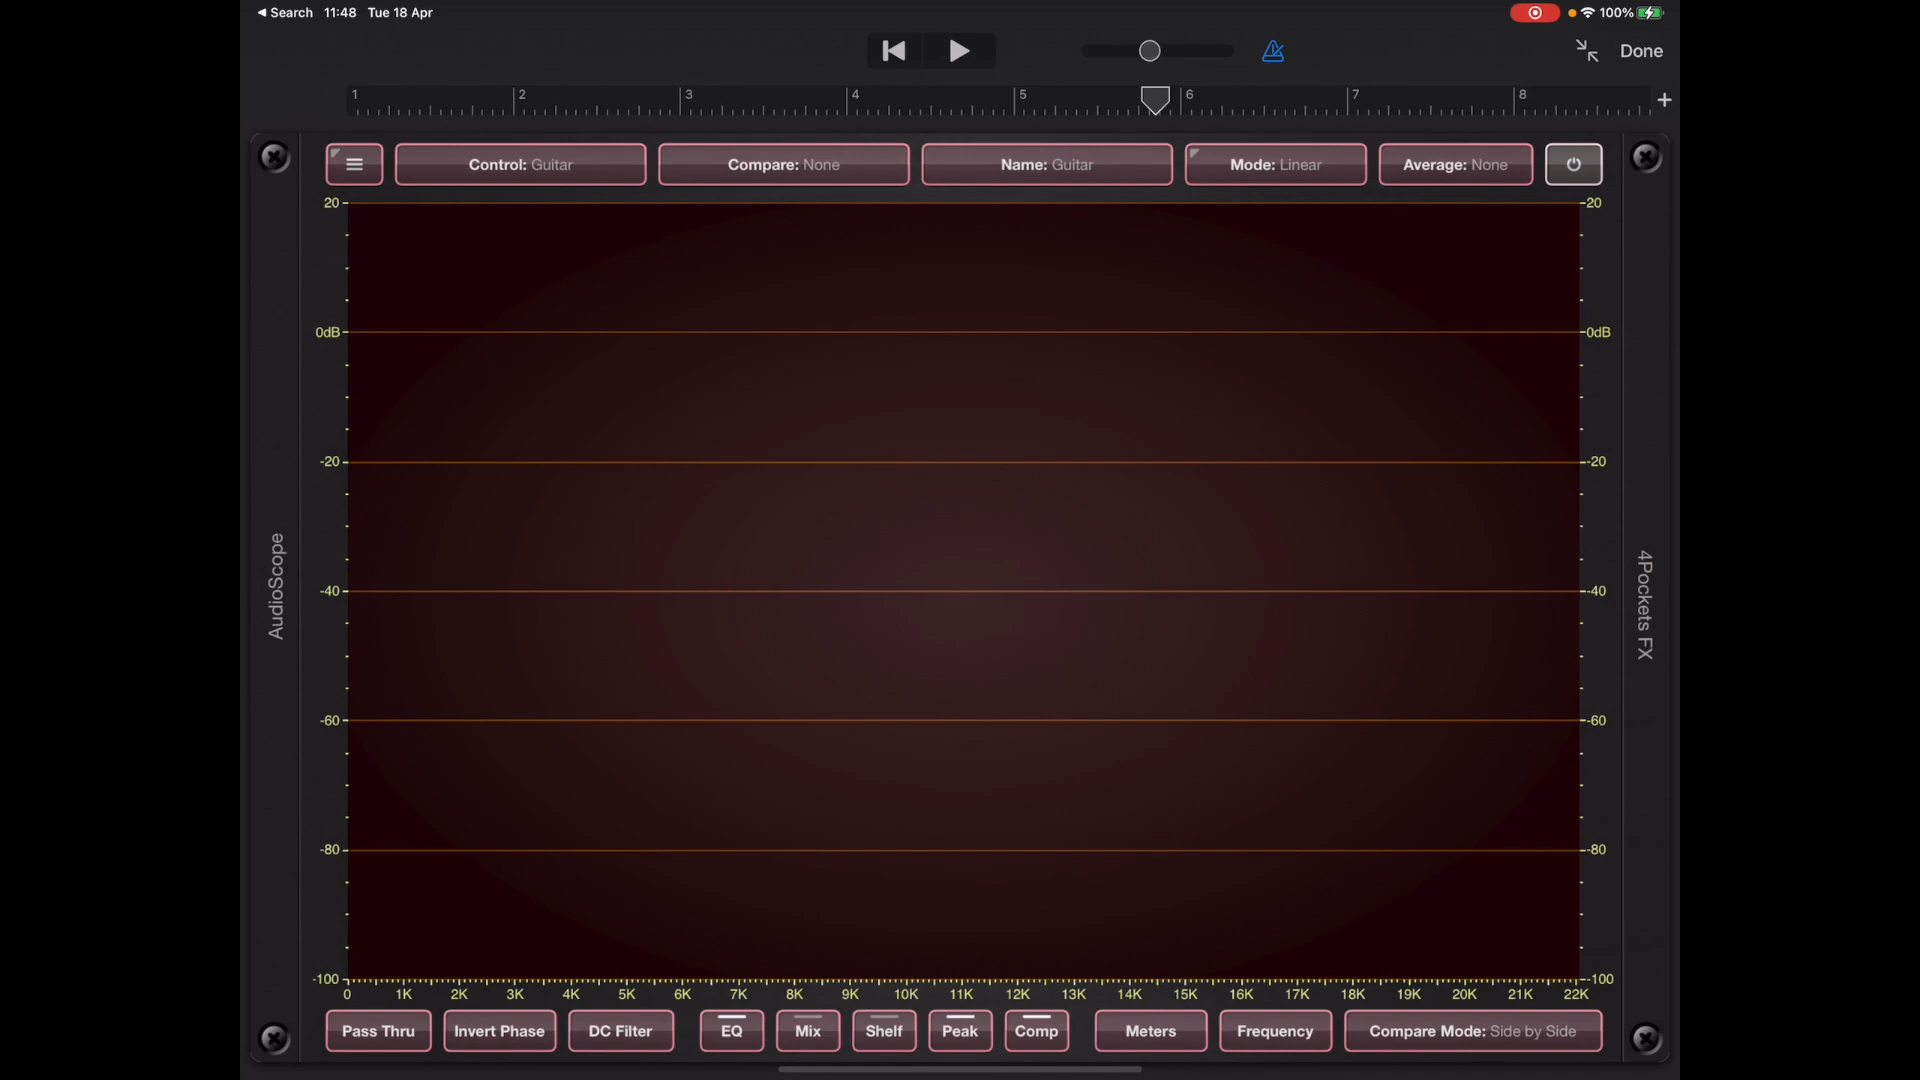 Search 11:48 Tue 18 Apr
100%
Done
1 2 3 4 5 6 7 8
Control: Guitar
Compare: None
Name: Guitar
Mode: Linear
Average: None
20 20
0dB 0dB
-20 -20
-40 -40
-60 -60
-80 -80
-100 -100
AudioScope
4Pockets FX
0 1K 2K 3K 4K 5K 6K 7K 8K 9K 10K 11K 12K 13K 14K 15K 16K 17K 18K 19K 20K 21K 22K
Pass Thru
Invert Phase
DC Filter
EQ
Mix
Shelf
Peak
Comp
Meters
Frequency
Compare Mode: Side by Side